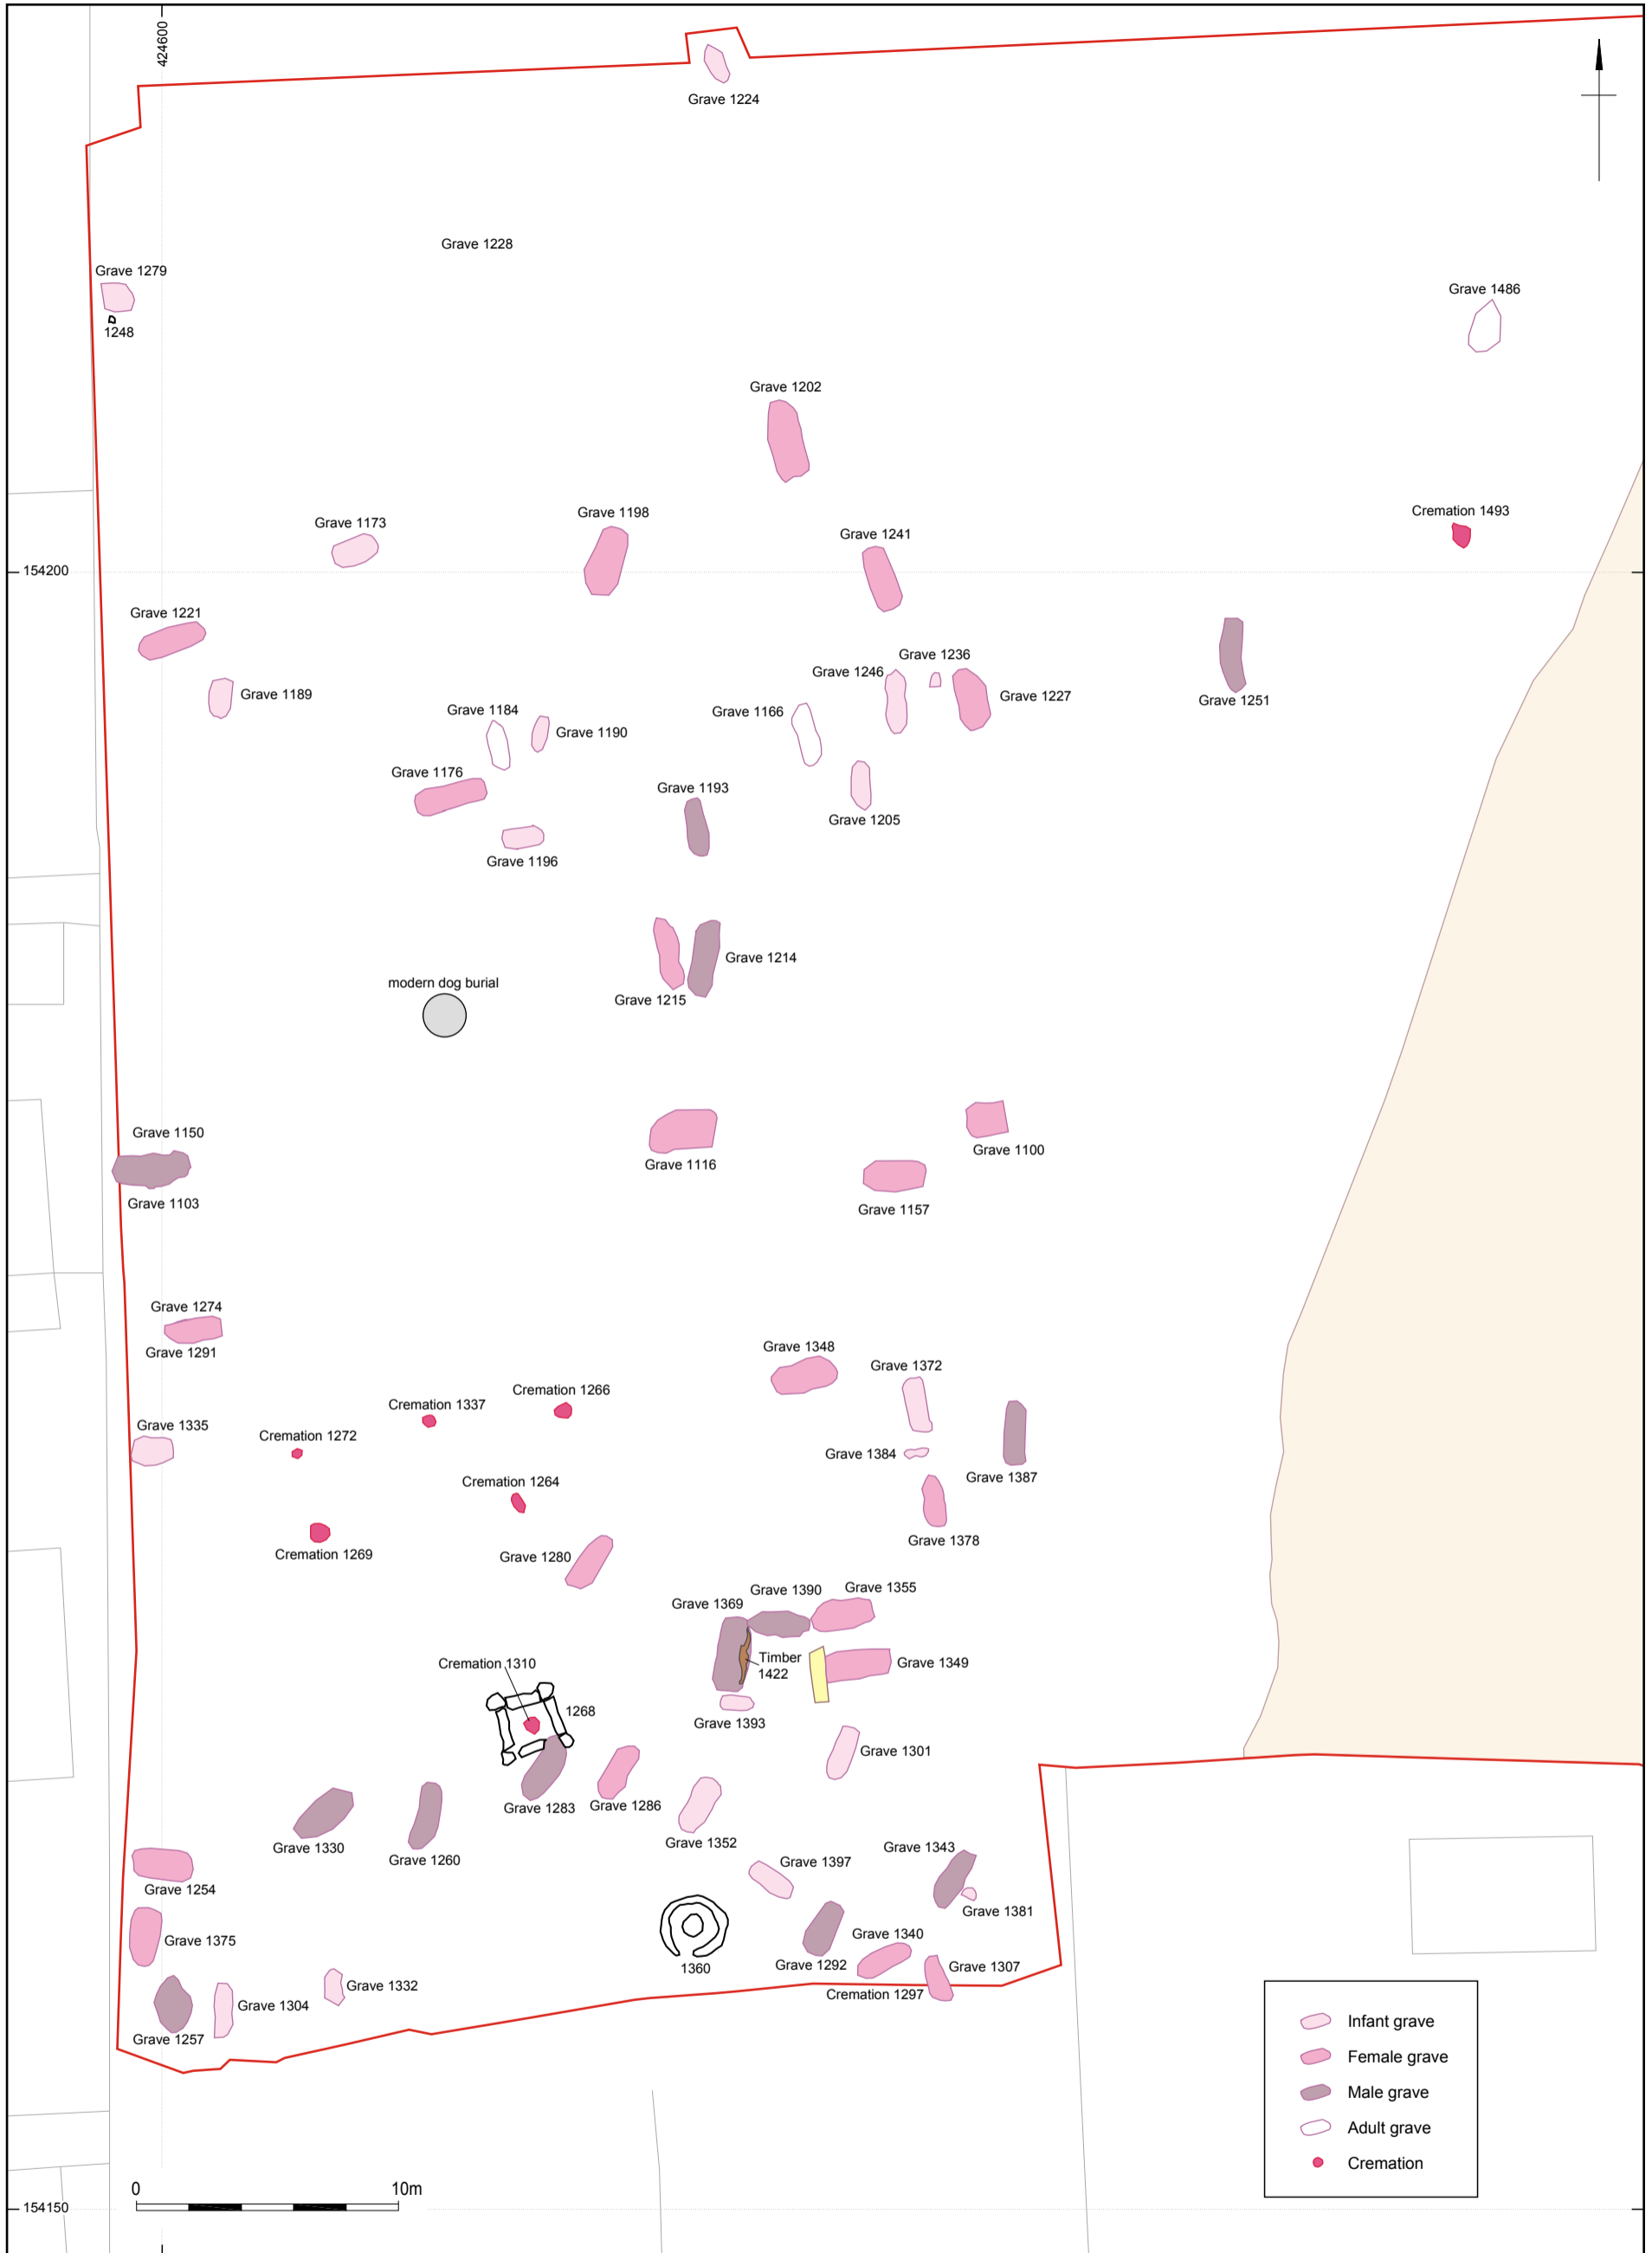 424600
Grave 1224
Grave 1228
Grave 1279
1248
Grave 1486
Grave 1202
Cremation 1493
Grave 1198
Grave 1173
Grave 1241
154200
Grave 1221
Grave 1236
Grave 1246
Grave 1189
Grave 1227
Grave 1251
Grave 1184
Grave 1166
Grave 1190
Grave 1176
Grave 1193
Grave 1205
Grave 1196
Grave 1214
modern dog burial
Grave 1215
Grave 1150
Grave 1100
Grave 1116
Grave 1103
Grave 1157
Grave 1274
Grave 1291
Grave 1348
Grave 1372
Cremation 1266
Cremation 1337
Grave 1335
Cremation 1272
Grave 1384
Grave 1387
Cremation 1264
Grave 1378
Cremation 1269
Grave 1280
Grave 1390
Grave 1355
Grave 1369
Timber
1422
Cremation 1310
Grave 1349
1268
Grave 1393
Grave 1301
Grave 1286
Grave 1283
Grave 1352
Grave 1330
Grave 1343
Grave 1260
Grave 1397
Grave 1254
Grave 1381
Grave 1340
Grave 1375
Grave 1292
Grave 1307
1360
Grave 1332
Cremation 1297
Grave 1304
Grave 1257
Infant grave
Female grave
Male grave
Adult grave
Cremation
0 10m
154150